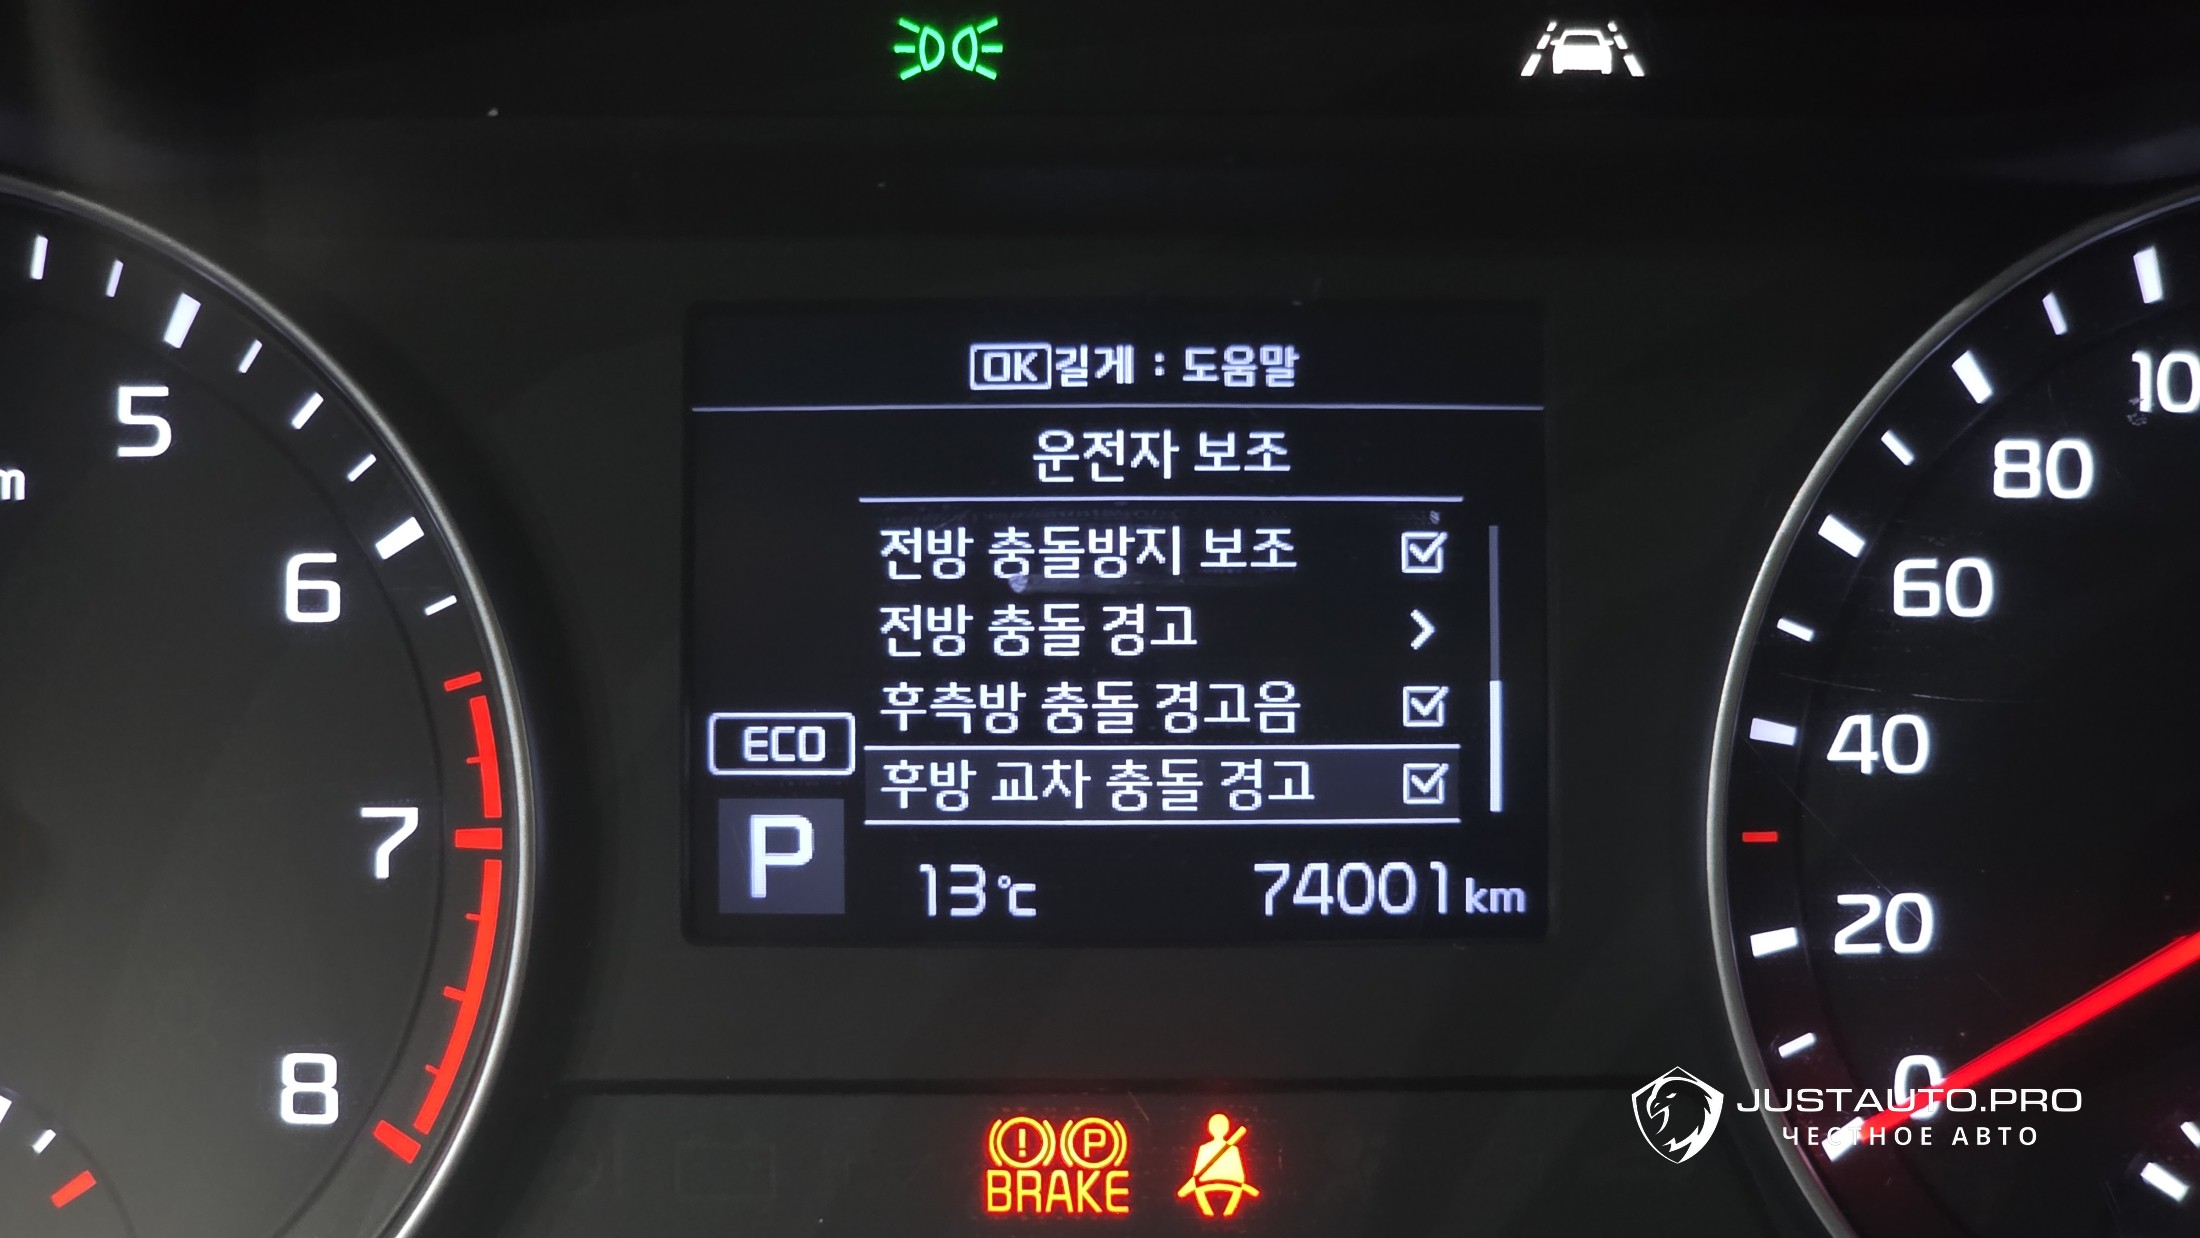 OK 길게 : 도움말
운전자 보조
전방 충돌방지 보조
전방 충돌 경고
후측방 충돌 경고음
후방 교차 충돌 경고
ECO
P
13℃
74001 km
5
6
7
8
m
10
80
60
40
20
0
BRAKE
JUSTAUTO.PRO
ЧЕСТНОЕ АВТО